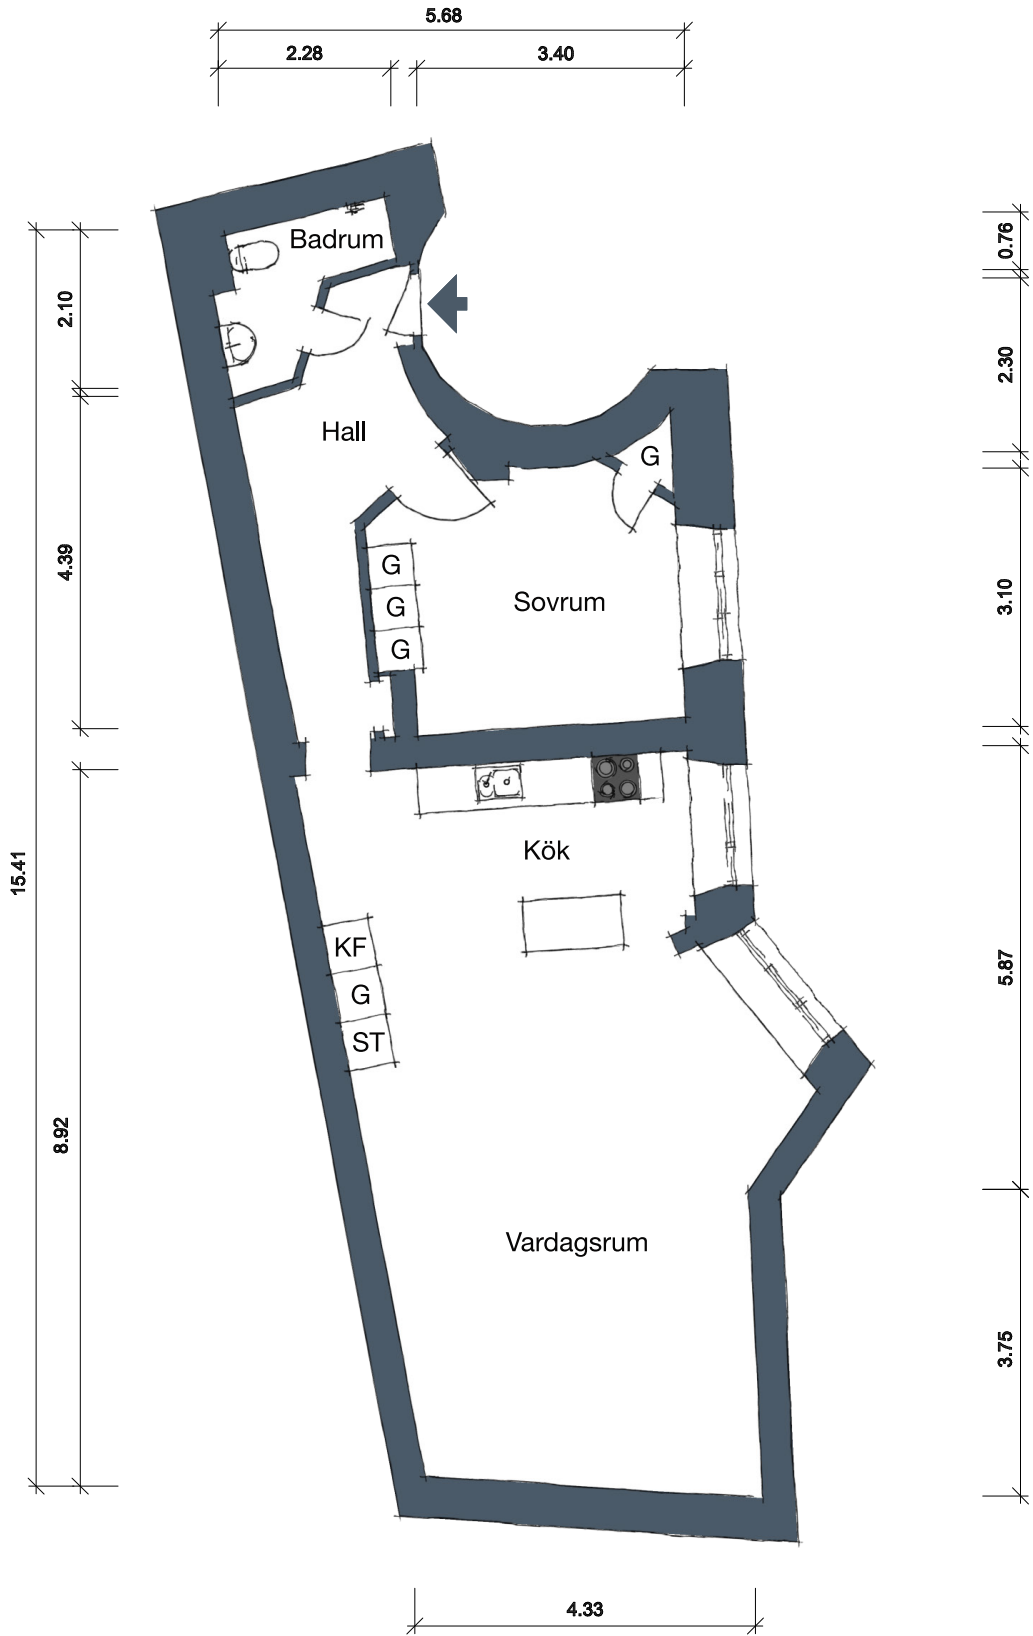 5.68
2.28
3.40
0.76
Badrum
2.10
2.30
Hall
G
4.39
G
3.10
G
Sovrum
G
Kök
15.41
KF
5.87
G
ST
8.92
Vardagsrum
3.75
4.33